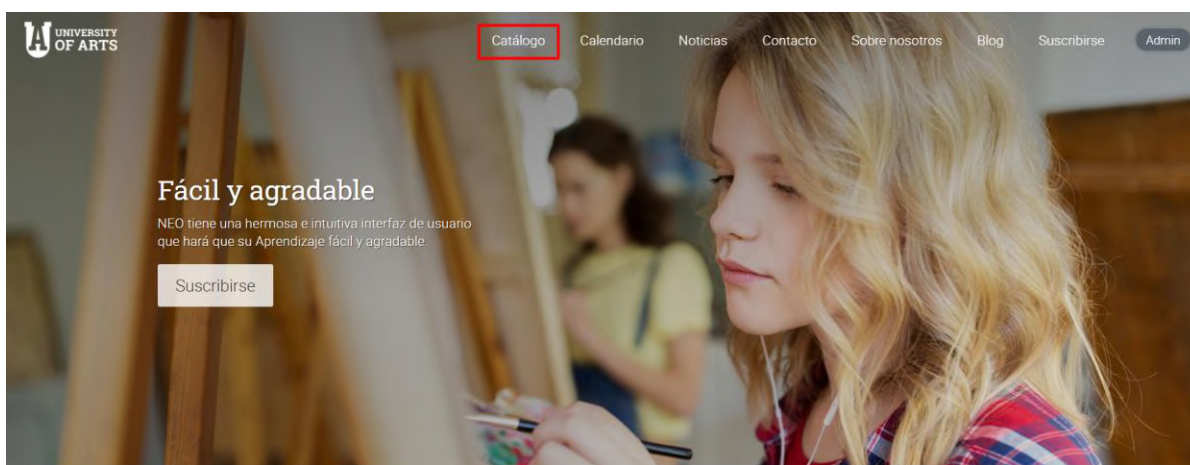 UNIVERSITY
OF ARTS
Catálogo Calendario Noticias Contacto Sobre nosotros Blog Suscribirse Admin
Fácil y agradable
NEO tiene una hermosa e intuitiva interfaz de usuario
que hará que su Aprendizaje fácil y agradable.
Suscribirse